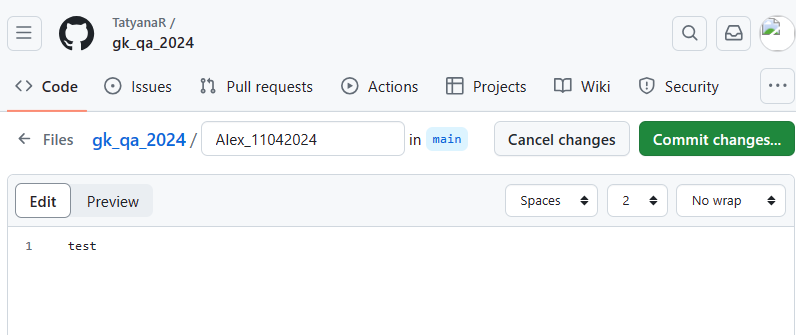 TatyanaR /
gk_qa_2024
Code Issues Pull requests Actions Projects Wiki Security ...
Files gk_qa_2024 / Alex_11042024 in main Cancel changes Commit changes...
Edit Preview Spaces 2 No wrap
1 test